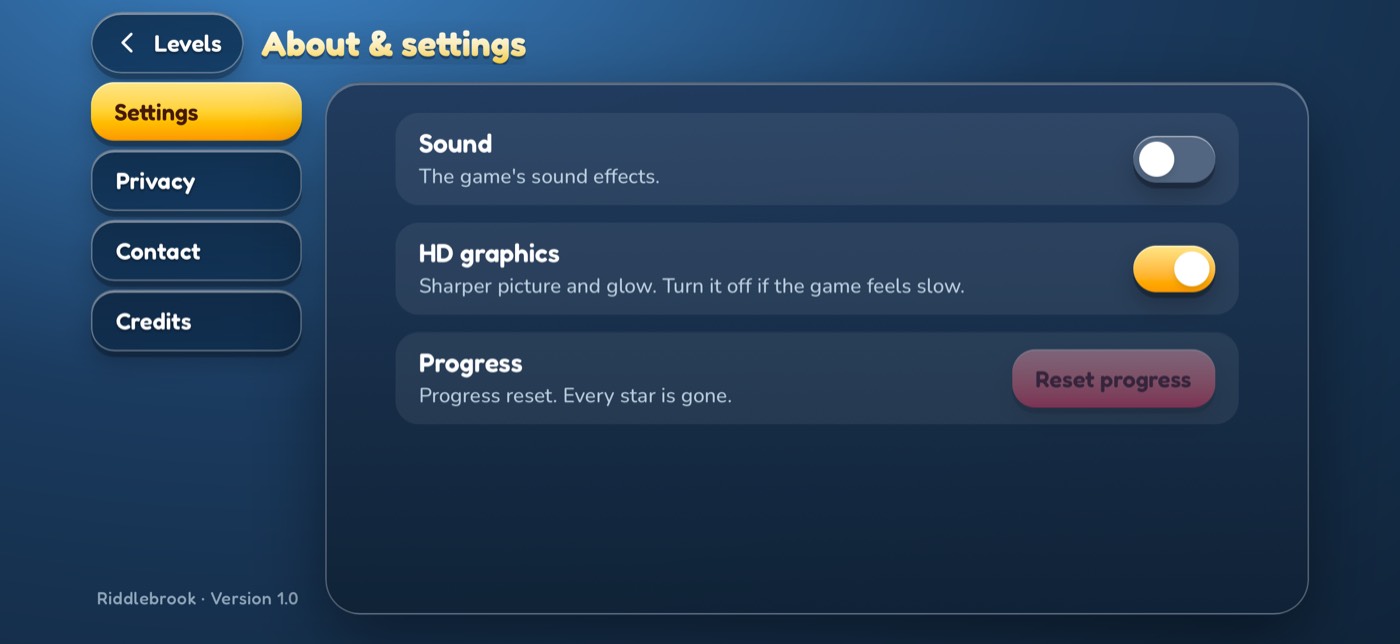 Levels
About & settings
Settings
Privacy
Contact
Credits
Sound
The game's sound effects.
HD graphics
Sharper picture and glow. Turn it off if the game feels slow.
Progress
Progress reset. Every star is gone.
Reset progress
Riddlebrook · Version 1.0